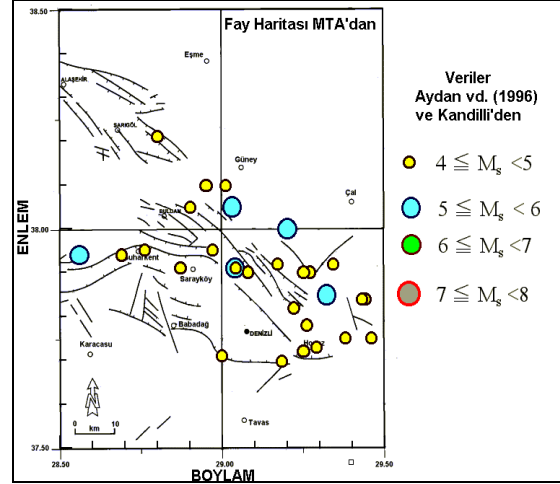 38.50
Fay Haritası MTA'dan
Eşme
ALAŞEHİR
SARIGÖL
Güney
Çal
BULDAN
ENLEM
38.00
Buharkent
Sarayköy
Babadağ
DENİZLİ
Karacasu
Honaz
0 10
km
Tavas
37.50
28.50
29.00
29.50
BOYLAM
Veriler
Aydan vd. (1996)
ve Kandilli'den
4 ≦ Ms <5
5 ≦ Ms < 6
6 ≦ Ms <7
7 ≦ Ms <8